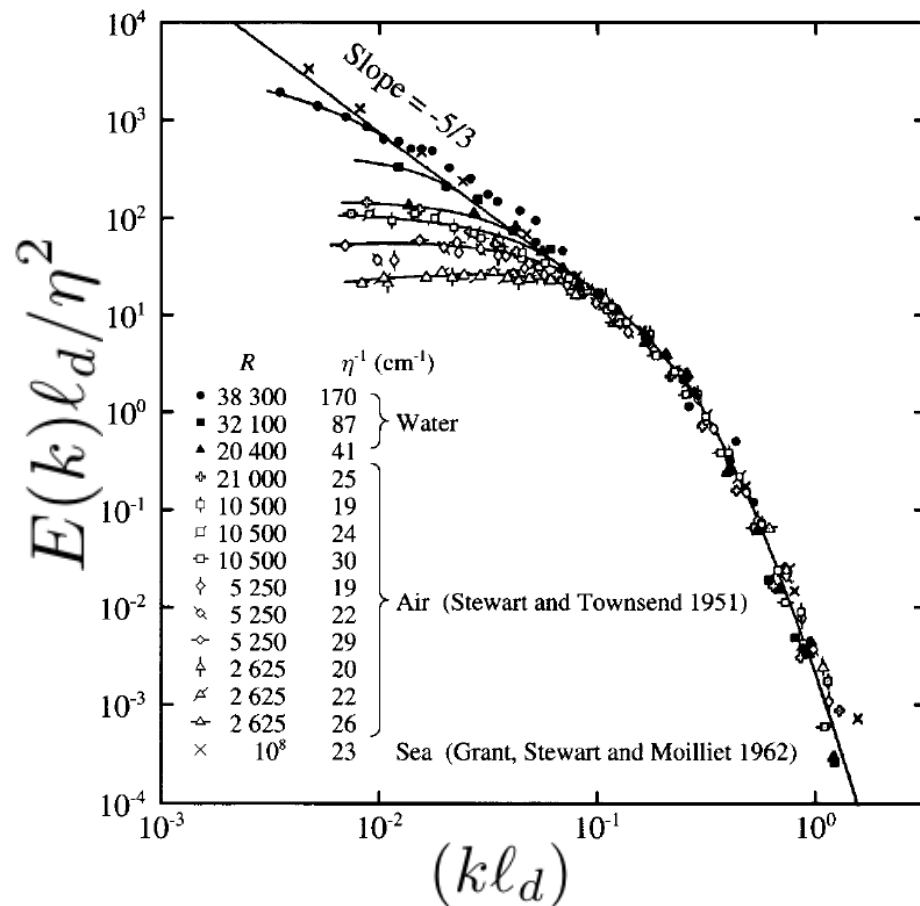 10^4
Slope = -5/3
10^3
10^2
10^1
10^0
10^-1
10^-2
10^-3
10^-4
E(k)ℓ_d/η^2
R η^-1 (cm^-1)
● 38 300 170
■ 32 100 87 Water
▲ 20 400 41
21 000 25
10 500 19
10 500 24
10 500 30
5 250 19 Air (Stewart and Townsend 1951)
5 250 22
5 250 29
2 625 20
2 625 22
2 625 26
× 10^8 23 Sea (Grant, Stewart and Moilliet 1962)
10^-3 10^-2 10^-1 10^0
(kℓ_d)